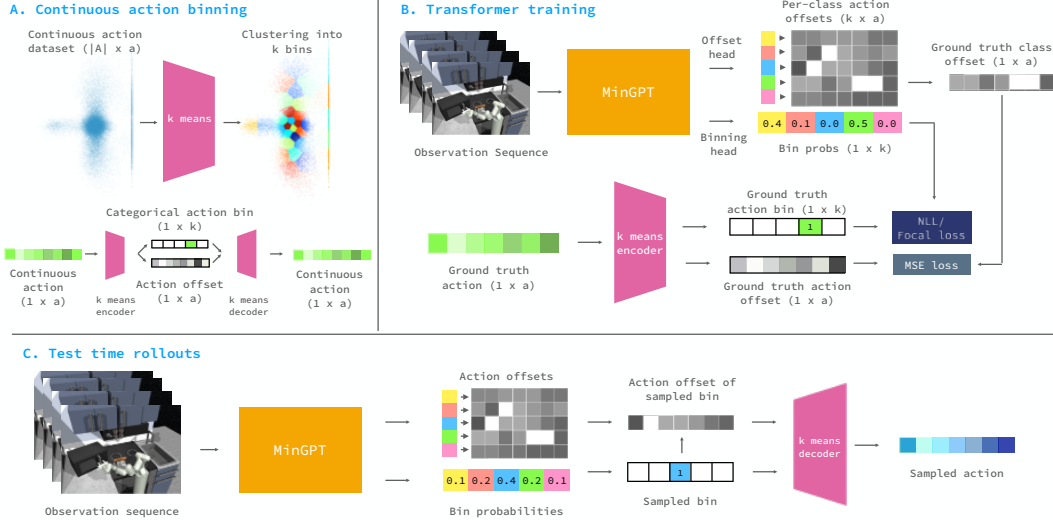 A. Continuous action binning
Continuous action
dataset (|A| x a)
k means
Clustering into
k bins
Categorical action bin
(1 x k)
Continuous
action
(1 x a)
k means
encoder
Action offset
(1 x a)
k means
decoder
Continuous
action
(1 x a)
B. Transformer training
Observation Sequence
MinGPT
Offset
head
Binning
head
Per-class action
offsets (k x a)
0.4 0.1 0.0 0.5 0.0
Bin probs (1 x k)
Ground truth class
offset (1 x a)
Ground truth
action (1 x a)
k means
encoder
Ground truth
action bin (1 x k)
1
Ground truth action
offset (1 x a)
NLL/
Focal loss
MSE loss
C. Test time rollouts
Observation sequence
MinGPT
Action offsets
0.1 0.2 0.4 0.2 0.1
Bin probabilities
Action offset of
sampled bin
1
Sampled bin
k means
decoder
Sampled action